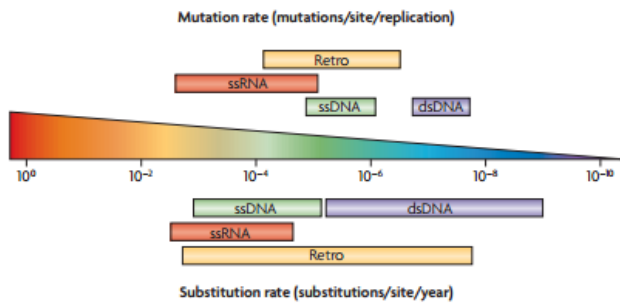 Mutation rate (mutations/site/replication)
Retro
ssRNA
ssDNA dsDNA
10⁰ 10⁻² 10⁻⁴ 10⁻⁶ 10⁻⁸ 10⁻¹⁰
ssDNA dsDNA
ssRNA
Retro
Substitution rate (substitutions/site/year)